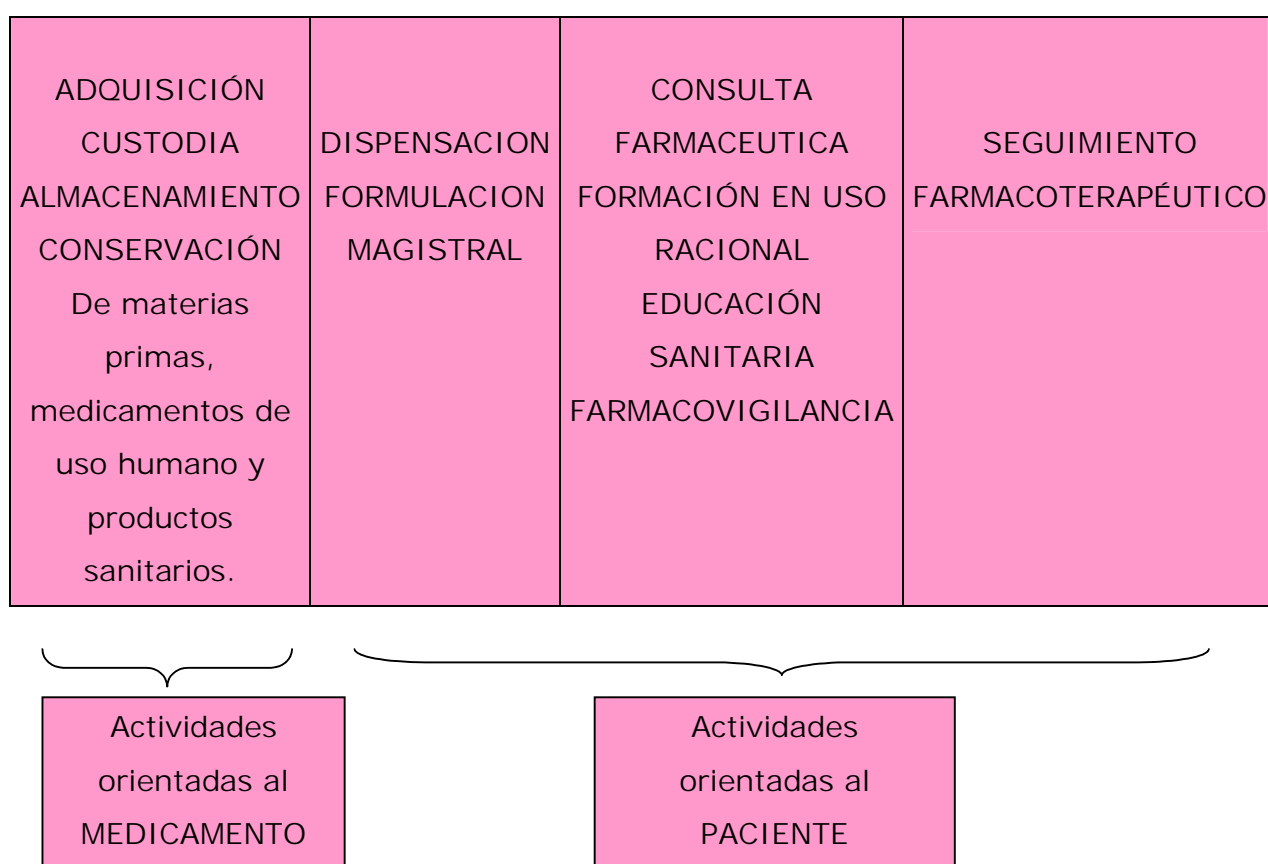 ADQUISICIÓN
CUSTODIA
ALMACENAMIENTO
CONSERVACIÓN
De materias
primas,
medicamentos de
uso humano y
productos
sanitarios.
DISPENSACION
FORMULACION
MAGISTRAL
CONSULTA
FARMACEUTICA
FORMACIÓN EN USO
RACIONAL
EDUCACIÓN
SANITARIA
FARMACOVIGILANCIA
SEGUIMIENTO
FARMACOTERAPÉUTICO
Actividades
orientadas al
MEDICAMENTO
Actividades
orientadas al
PACIENTE